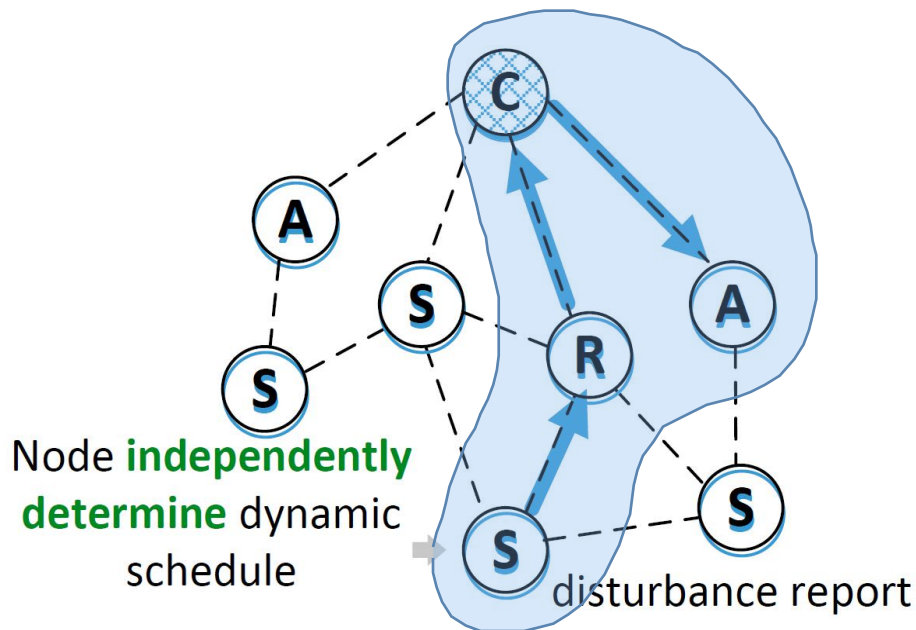 C
A
S
A
R
S
Node independently
determine dynamic
schedule
S
S
disturbance report